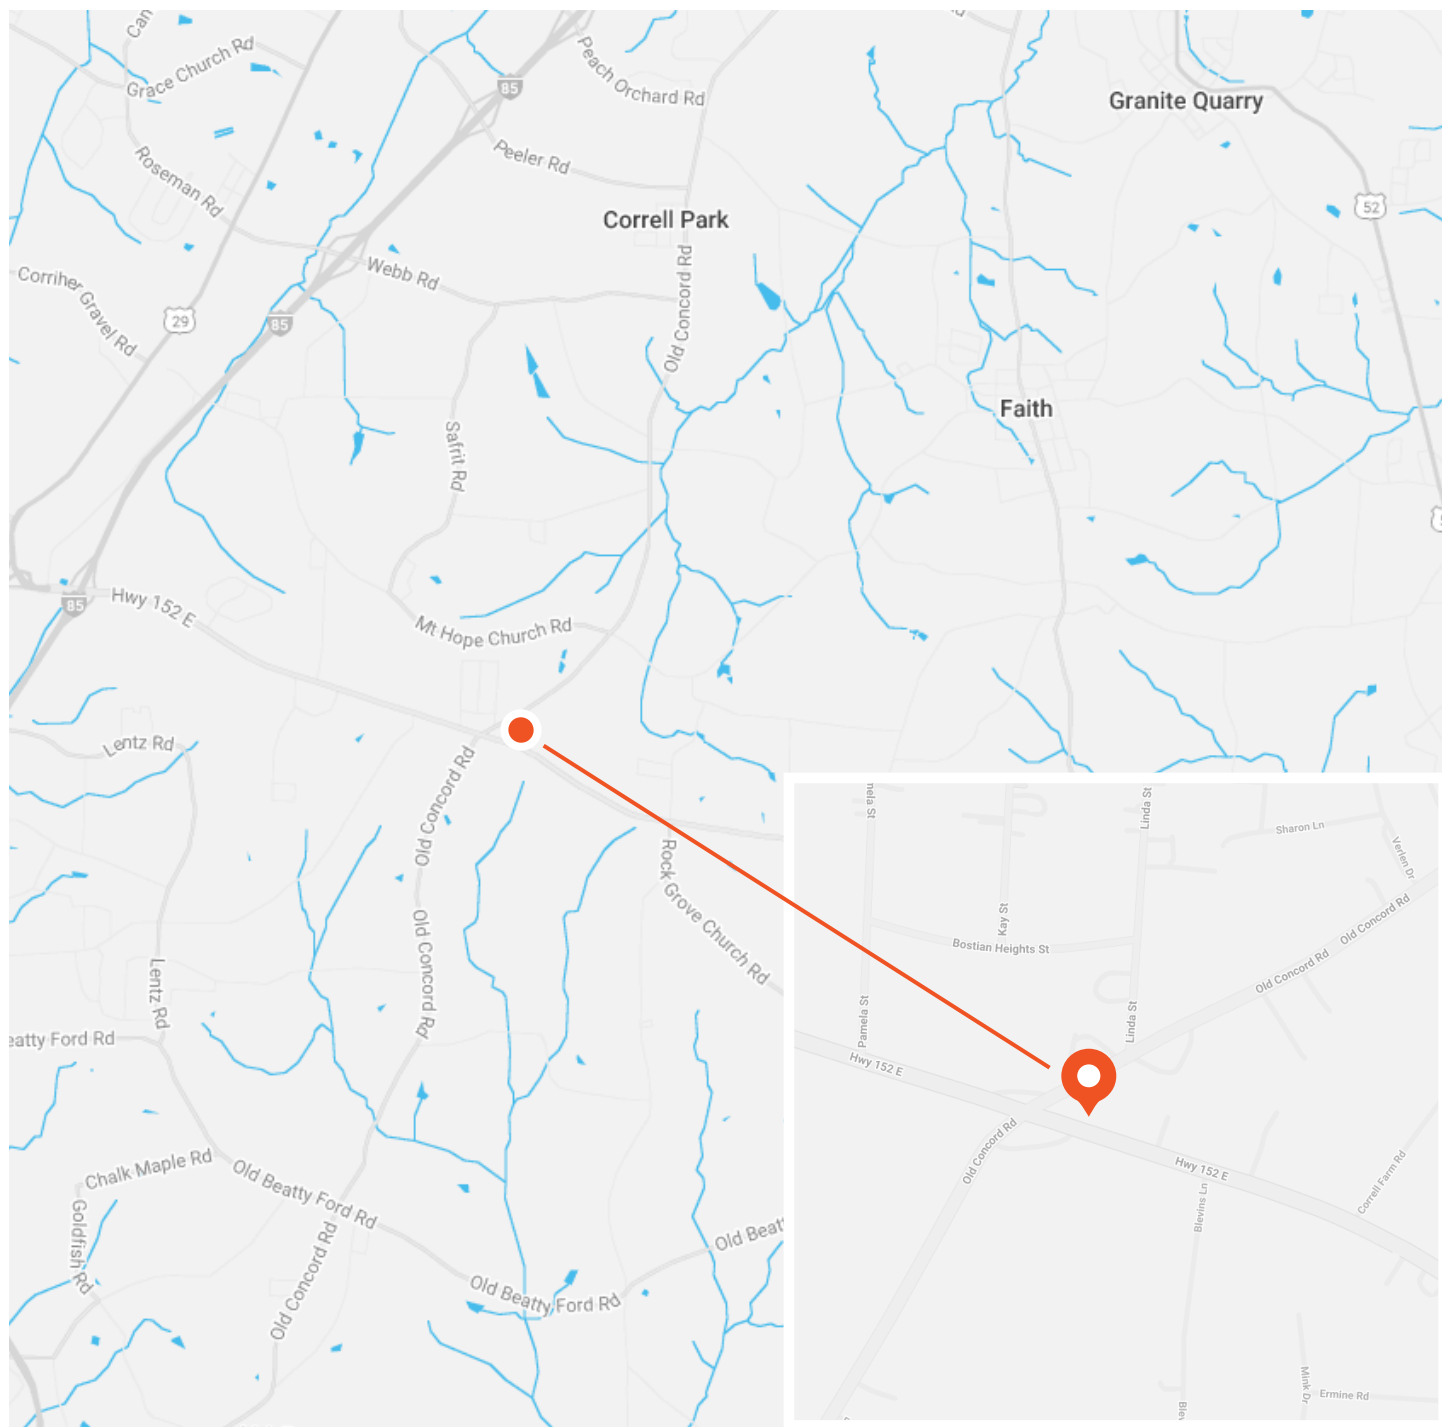 Can
Grace Church Rd
85
Peach Orchard Rd
Granite Quarry
Peeler Rd
Roseman Rd
52
Correll Park
Webb Rd
Corriher Gravel Rd
29
85
Old Concord Rd
Faith
Safrit Rd
85
Hwy 152 E
Mt Hope Church Rd
Lentz Rd
Old Concord Rd
Rock Grove Church Rd
Old Concord Rd
Lentz Rd
eatty Ford Rd
Chalk Maple Rd
Old Beatty Ford Rd
Goldfish Rd
Old Concord Rd
Old Beatty Ford Rd
Old Beat
nela St
Linda St
Sharon Ln
Verlen Dr
Kay St
Bostian Heights St
Old Concord Rd
Old Concord Rd
Pamela St
Linda St
Hwy 152 E
Old Concord Rd
Hwy 152 E
Blevins Ln
Correll Farm Rd
Mink Dr
Ermine Rd
Blev